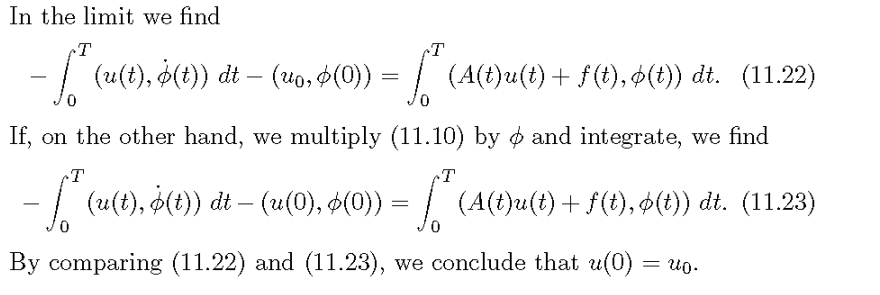 In the limit we find
− ∫₀ᵀ (u(t), ϕ̇(t)) dt − (u₀, ϕ(0)) = ∫₀ᵀ (A(t)u(t) + f(t), ϕ(t)) dt. (11.22)
If, on the other hand, we multiply (11.10) by ϕ and integrate, we find
− ∫₀ᵀ (u(t), ϕ̇(t)) dt − (u(0), ϕ(0)) = ∫₀ᵀ (A(t)u(t) + f(t), ϕ(t)) dt. (11.23)
By comparing (11.22) and (11.23), we conclude that u(0) = u₀.